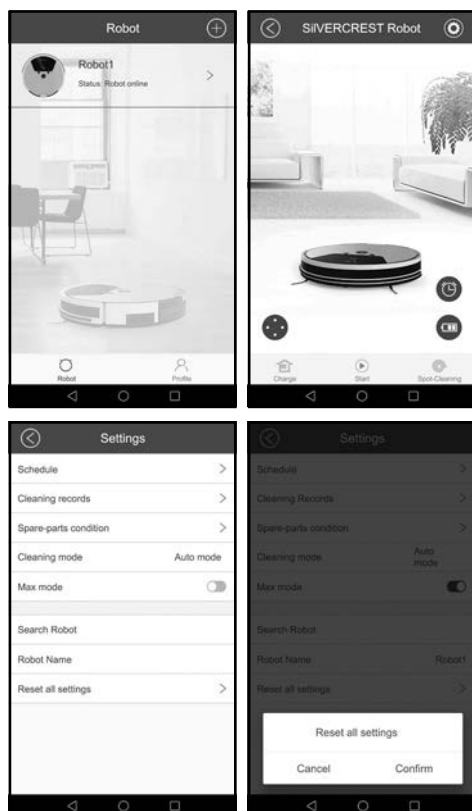 Robot
Robot1
Status: Robot online
Robot
Profile
SilVERCREST Robot
Charge
Start
Spot-Cleaning
Settings
Schedule
Cleaning records
Spare-parts condition
Cleaning mode Auto mode
Max mode
Search Robot
Robot Name
Reset all settings
Settings
Schedule
Cleaning Records
Spare-parts condition
Cleaning mode Auto
mode
Max mode
Search Robot
Robot Name Robot1
Reset all settings
Reset all settings
Cancel Confirm